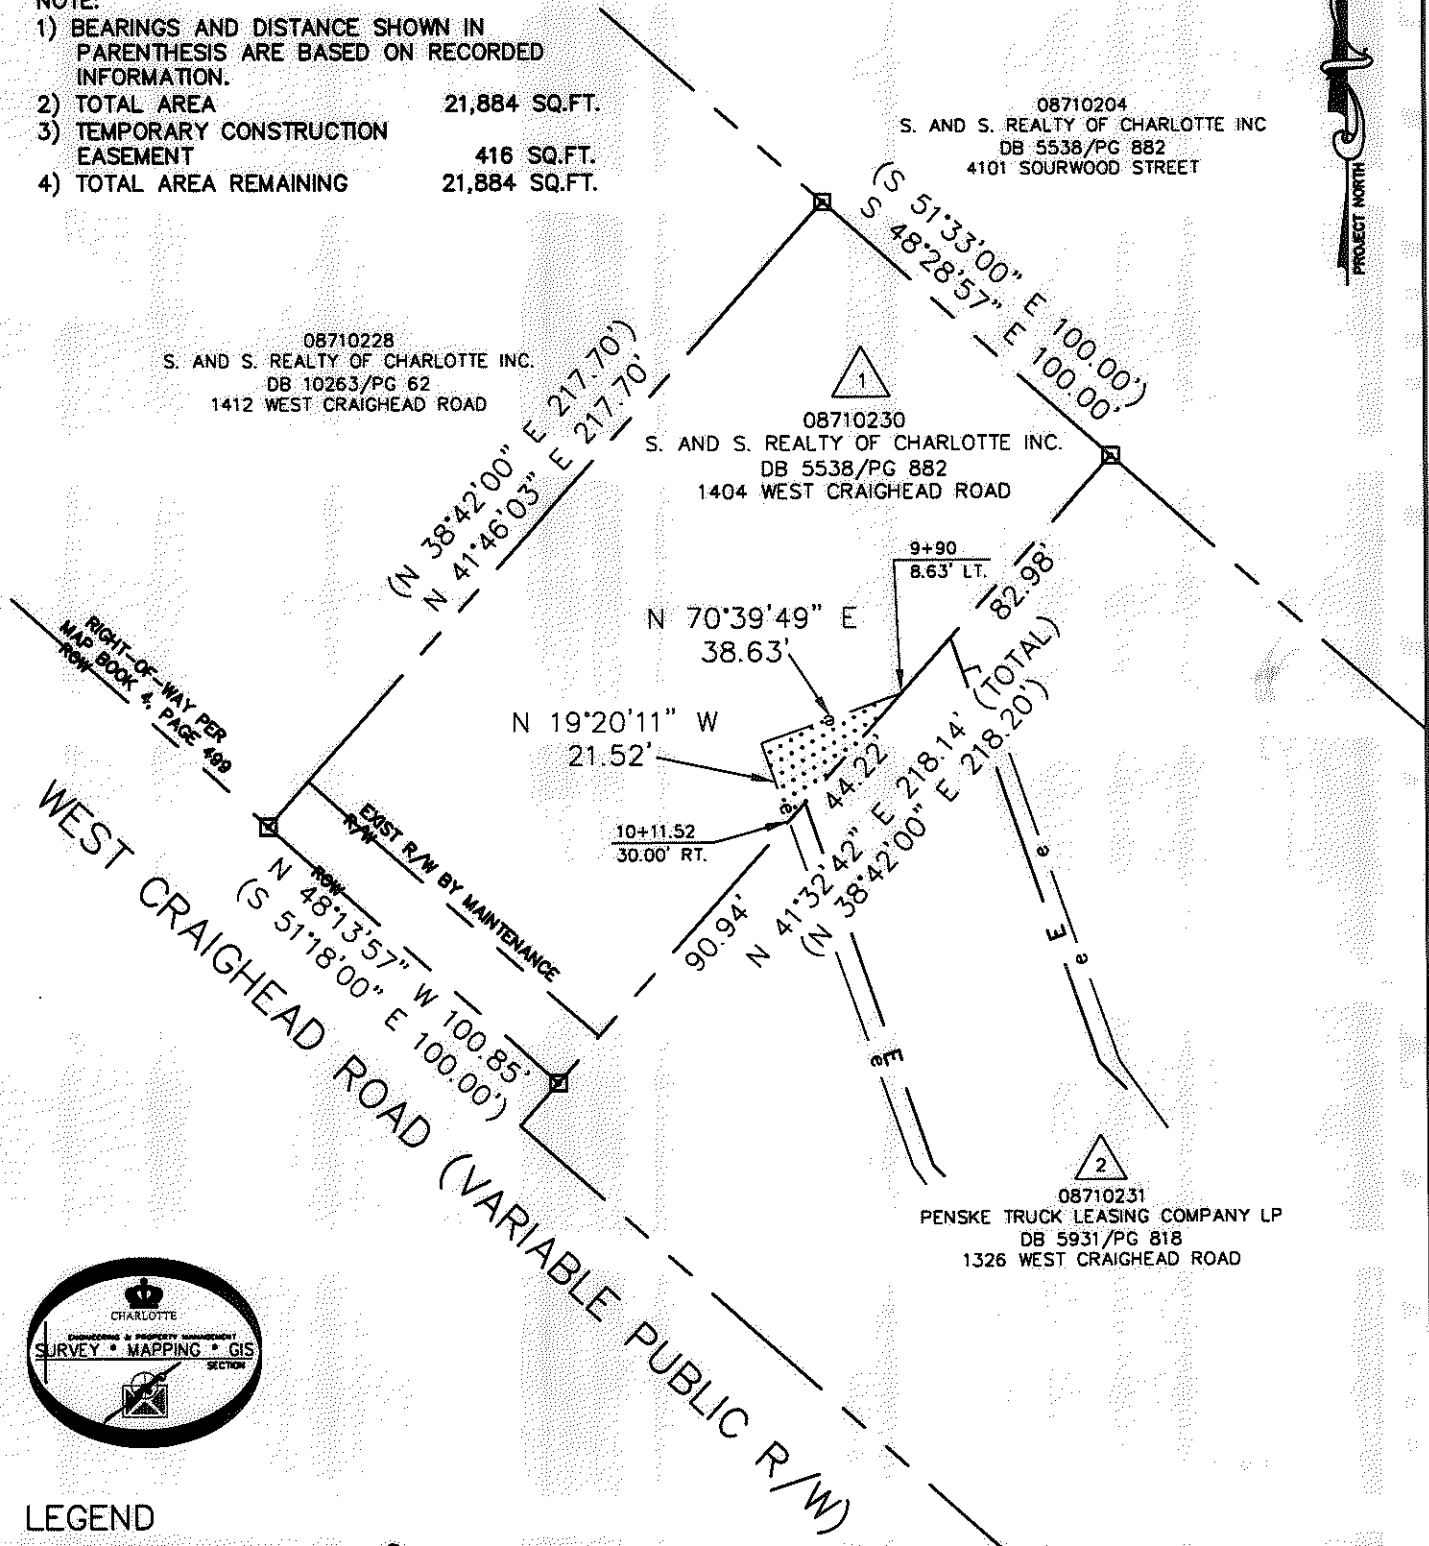 NOTE:
1) BEARINGS AND DISTANCE SHOWN IN
PARENTHESIS ARE BASED ON RECORDED
INFORMATION.
2) TOTAL AREA 21,884 SQ.FT.
3) TEMPORARY CONSTRUCTION
EASEMENT 416 SQ.FT.
4) TOTAL AREA REMAINING 21,884 SQ.FT.
08710204
S. AND S. REALTY OF CHARLOTTE INC
DB 5538/PG 882
4101 SOURWOOD STREET
PROJECT NORTH
(S 51°33'00" E 100.00')
S 48°28'57" E 100.00'
08710228
S. AND S. REALTY OF CHARLOTTE INC.
DB 10263/PG 62
1412 WEST CRAIGHEAD ROAD
(N 38°42'00" E 217.70')
N 41°46'03" E 217.70'
1
08710230
S. AND S. REALTY OF CHARLOTTE INC.
DB 5538/PG 882
1404 WEST CRAIGHEAD ROAD
9+90
8.63' LT.
82.98'
N 70°39'49" E
38.63'
N 19°20'11" W
21.52'
e
e
44.22'
10+11.52
30.00' RT.
90.94'
N 41°32'42" E 218.14' (TOTAL)
(N 38°42'00" E 218.20')
RIGHT-OF-WAY PER
MAP BOOK 4, PAGE 499
ROW
EXIST R/W BY MAINTENANCE
R/W
ROW
N 48°13'57" W 100.85'
(S 51°18'00" E 100.00')
WEST CRAIGHEAD ROAD (VARIABLE PUBLIC R/W)
e
E
e
E
e
2
08710231
PENSKE TRUCK LEASING COMPANY LP
DB 5931/PG 818
1326 WEST CRAIGHEAD ROAD
CHARLOTTE
ENGINEERING & PROPERTY MANAGEMENT
SURVEY * MAPPING * GIS
SECTION
LEGEND